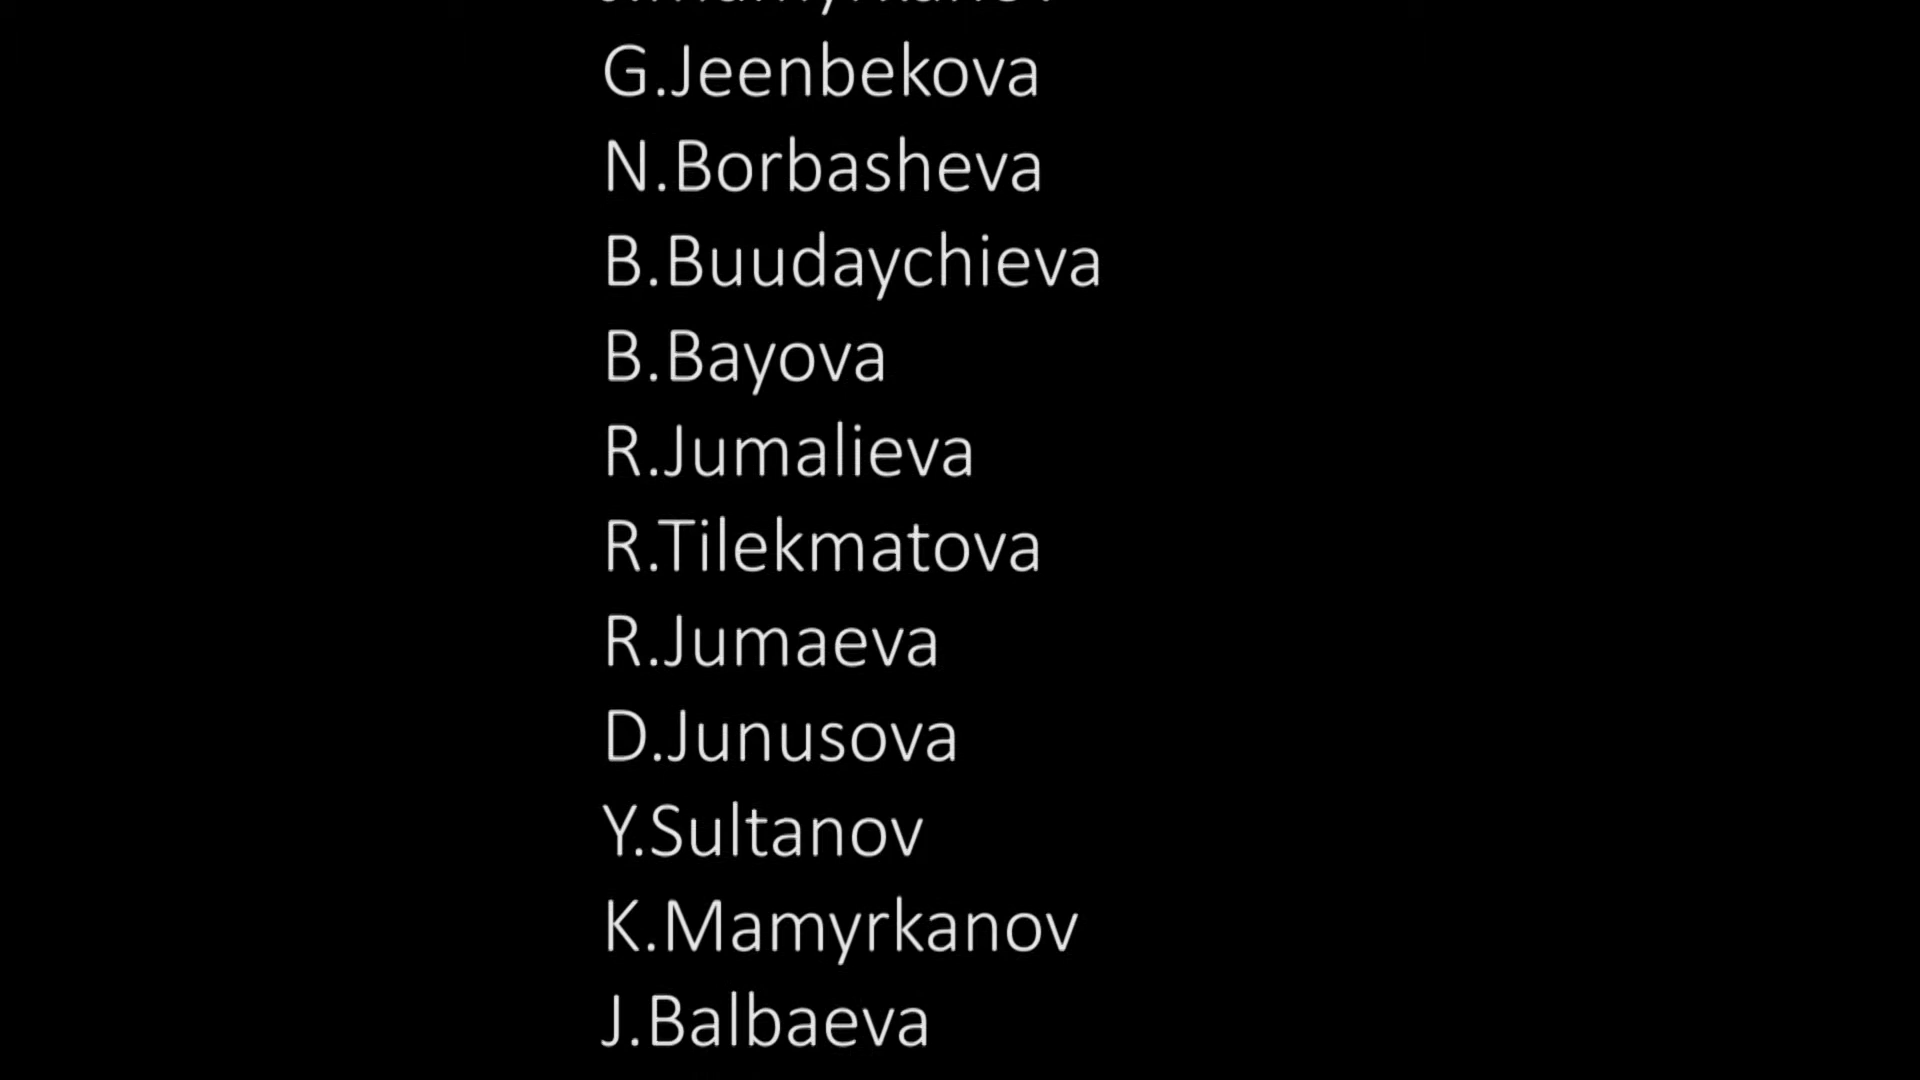 G.Jeenbekova
N.Borbasheva
B.Buudaychieva
B.Bayova
R.Jumalieva
R.Tilekmatova
R.Jumaeva
D.Junusova
Y.Sultanov
K.Mamyrkanov
J.Balbaeva